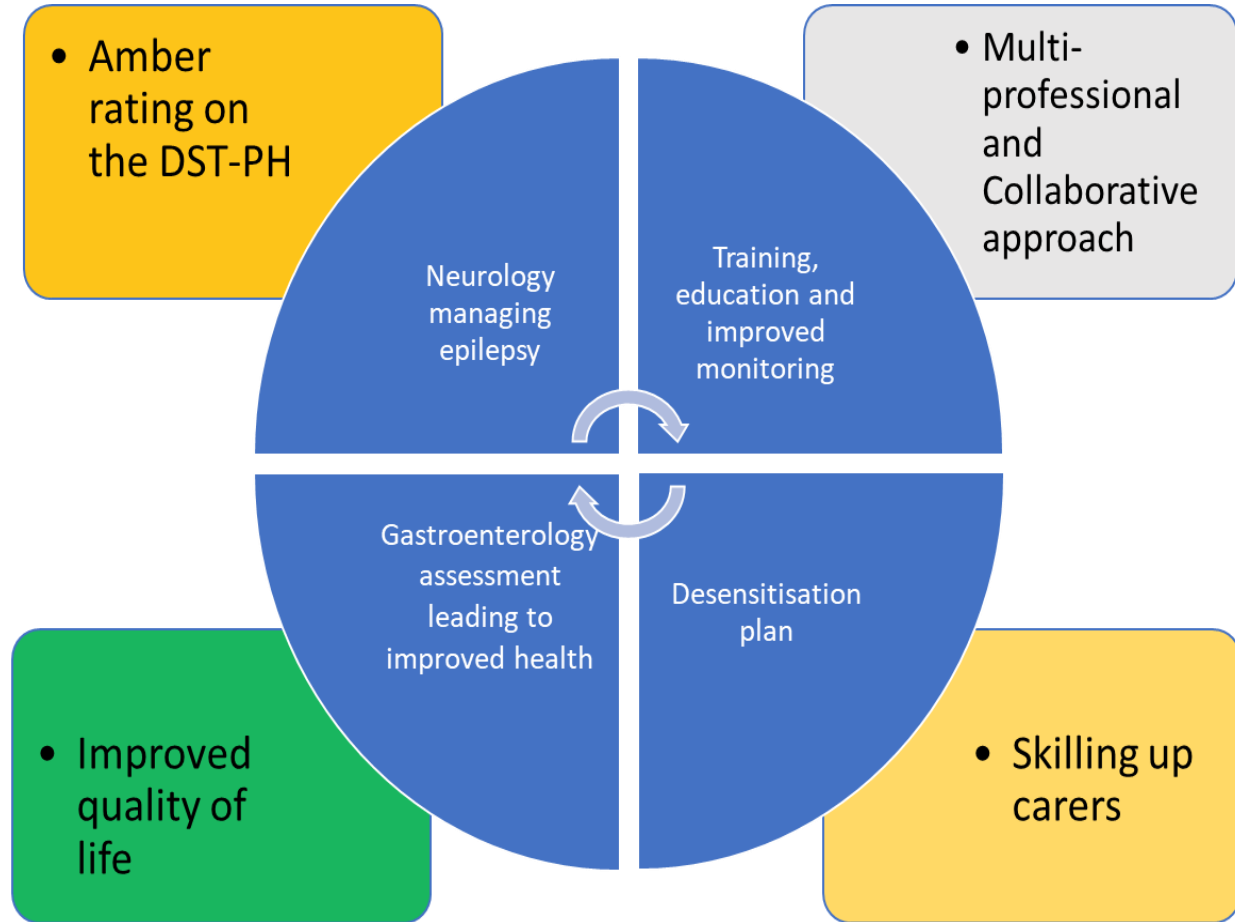 • Amber
rating on
the DST-PH
• Multi-
professional
and
Collaborative
approach
Neurology
managing
epilepsy
Training,
education and
improved
monitoring
Gastroenterology
assessment
leading to
improved health
Desensitisation
plan
• Improved
quality of
life
• Skilling up
carers